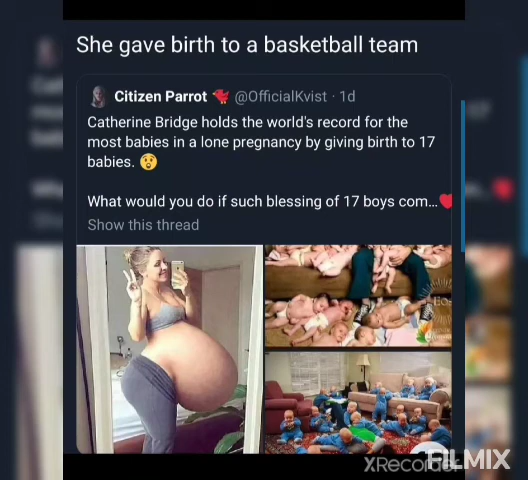 She gave birth to a basketball team
Citizen Parrot @OfficialKvist · 1d
Catherine Bridge holds the world's record for the
most babies in a lone pregnancy by giving birth to 17
babies. 😲
What would you do if such blessing of 17 boys com...❤
Show this thread
XRecorder
FILMIX